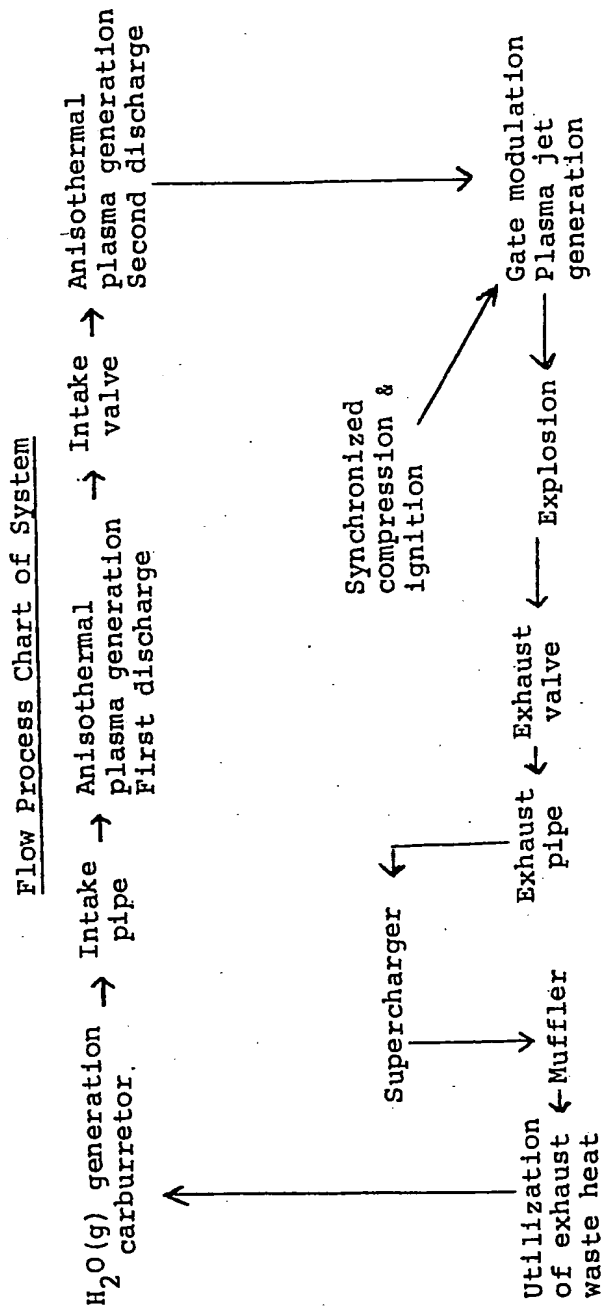 Flow Process Chart of System
H₂O(g) generation
carburretor.
Intake
pipe
Anisothermal
plasma generation
First discharge
Intake
valve
Anisothermal
plasma generation
Second discharge
Synchronized
compression &
ignition
Gate modulation
Plasma jet
generation
Explosion
Exhaust
valve
Exhaust
pipe
Supercharger
Muffler
Utilization
of exhaust
waste heat